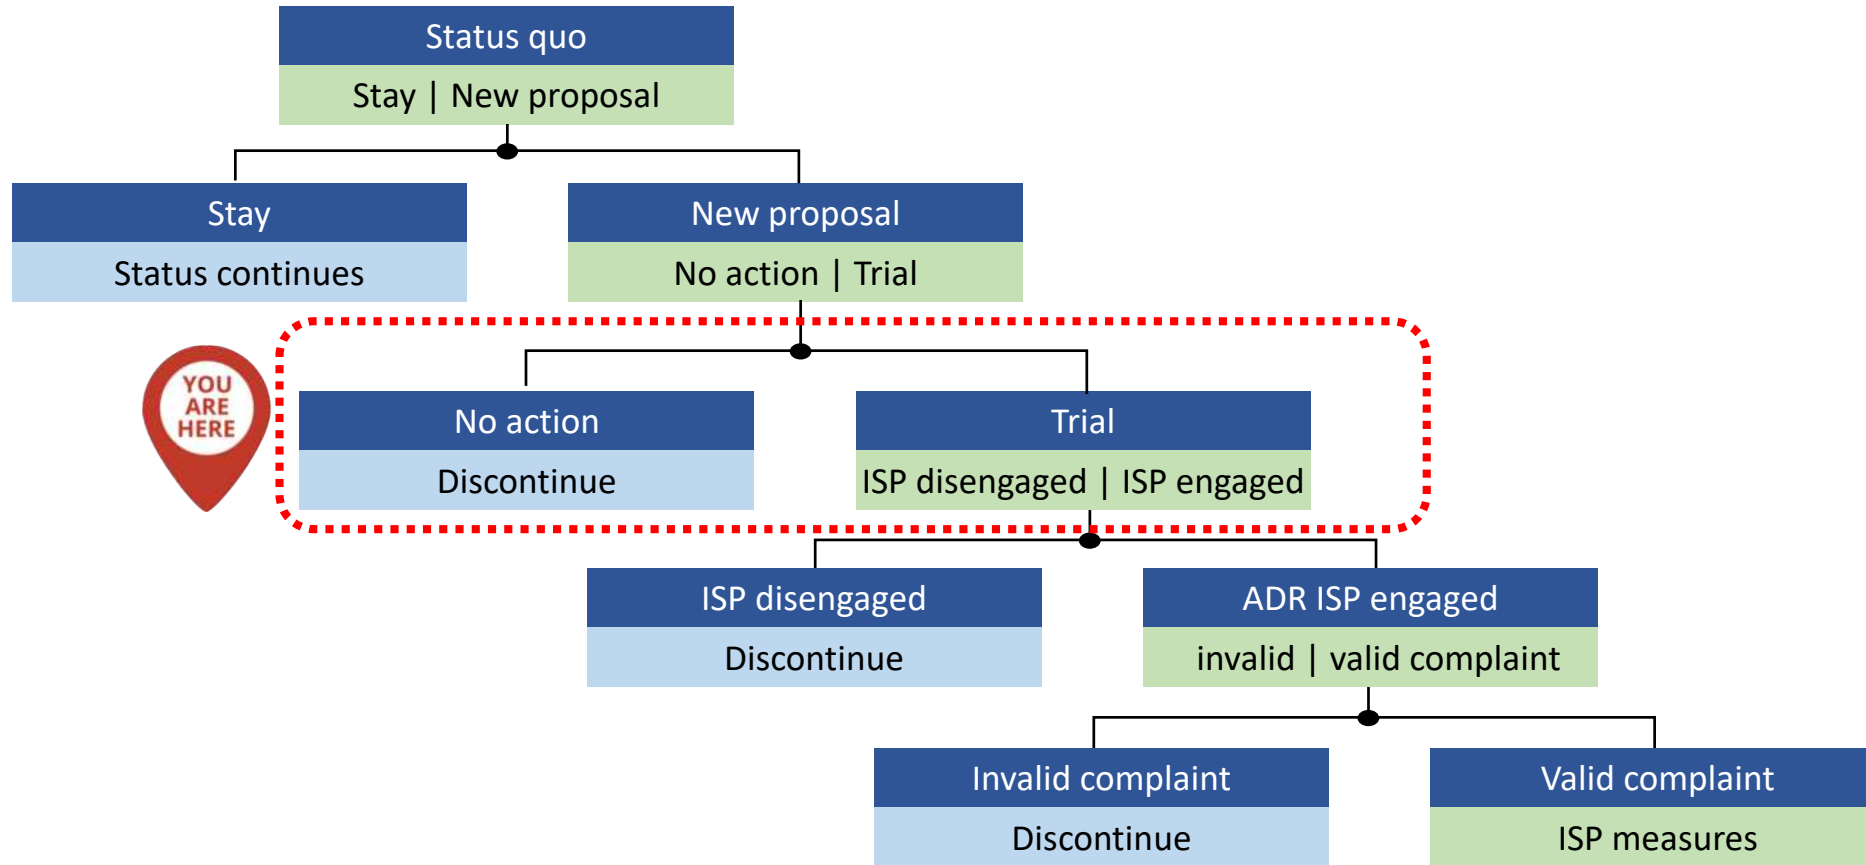 Status quo
Stay | New proposal
Stay
Status continues
New proposal
No action | Trial
YOU
ARE
HERE
No action
Discontinue
Trial
ISP disengaged | ISP engaged
ISP disengaged
Discontinue
ADR ISP engaged
invalid | valid complaint
Invalid complaint
Discontinue
Valid complaint
ISP measures